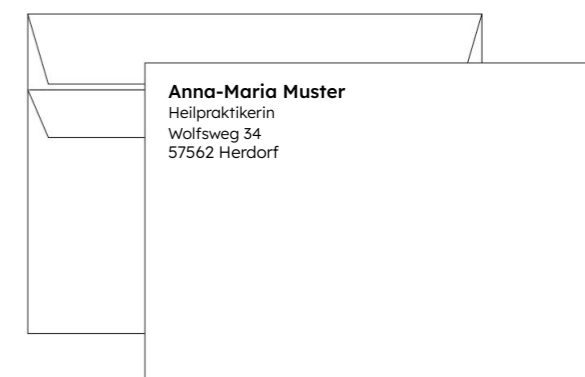 Anna-Maria Muster
Heilpraktikerin
Wolfsweg 34
57562 Herdorf